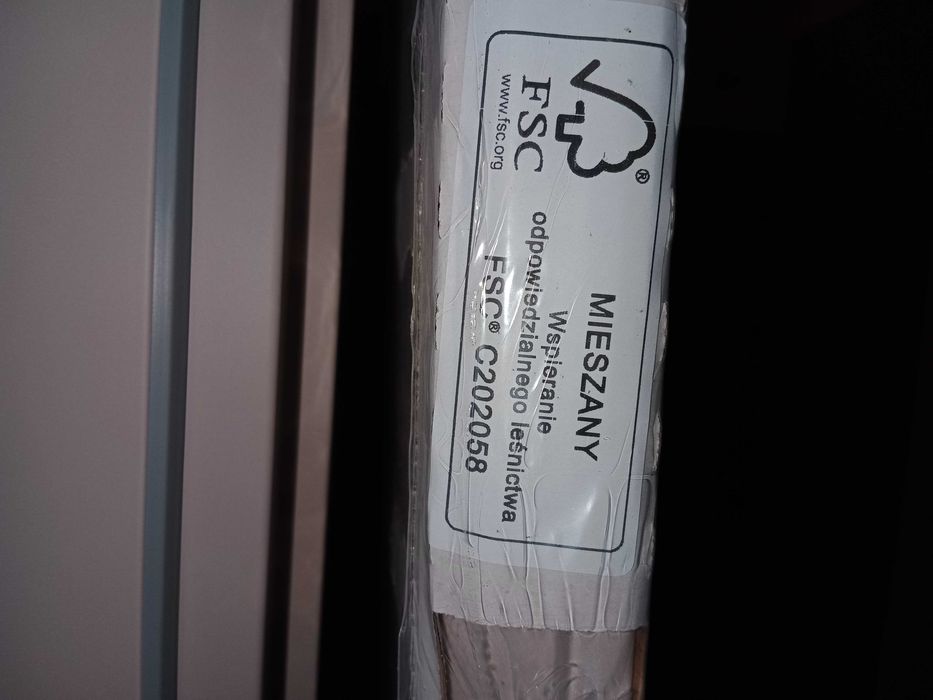 ®
FSC
www.fsc.org
MIESZANY
Wspieranie
odpowiedzialnego leśnictwa
FSC® C202058